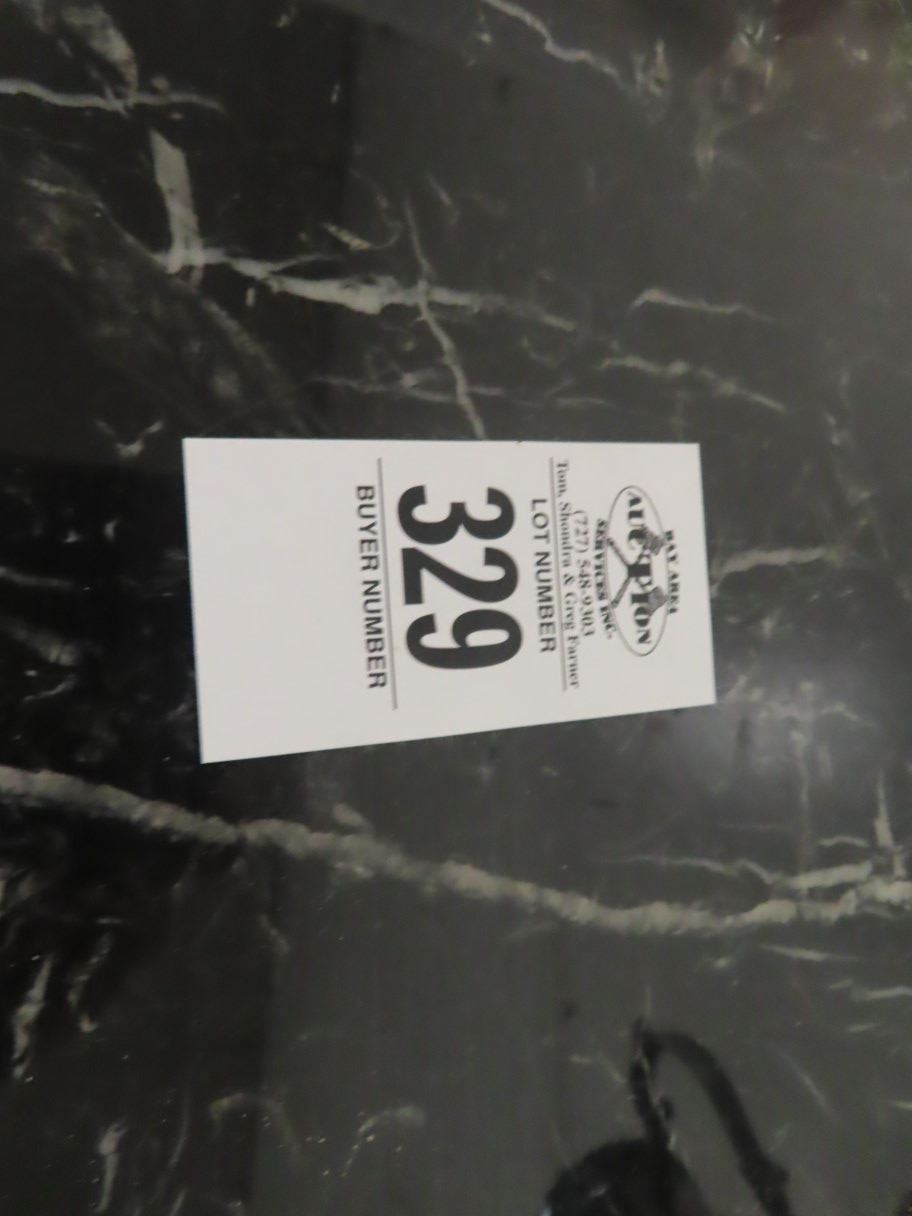 BAY AREA
AUCTION
SERVICES INC.
(727) 548-9303
Tom, Shondra & Greg Farner
LOT NUMBER
329
BUYER NUMBER